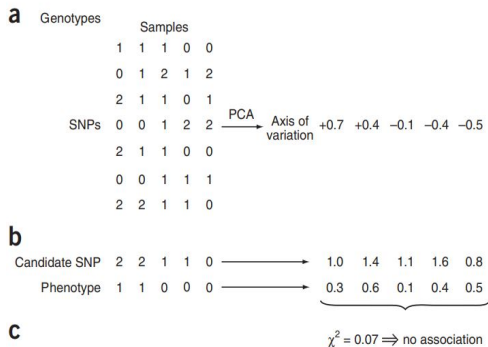 a Genotypes
Samples
1 1 1 0 0
0 1 2 1 2
2 1 1 0 1
SNPs 0 0 1 2 2 PCA Axis of variation +0.7 +0.4 –0.1 –0.4 –0.5
2 1 1 0 0
0 0 1 1 1
2 2 1 1 0
b
Candidate SNP 2 2 1 1 0 1.0 1.4 1.1 1.6 0.8
Phenotype 1 1 0 0 0 0.3 0.6 0.1 0.4 0.5
c
χ² = 0.07 ⇒ no association